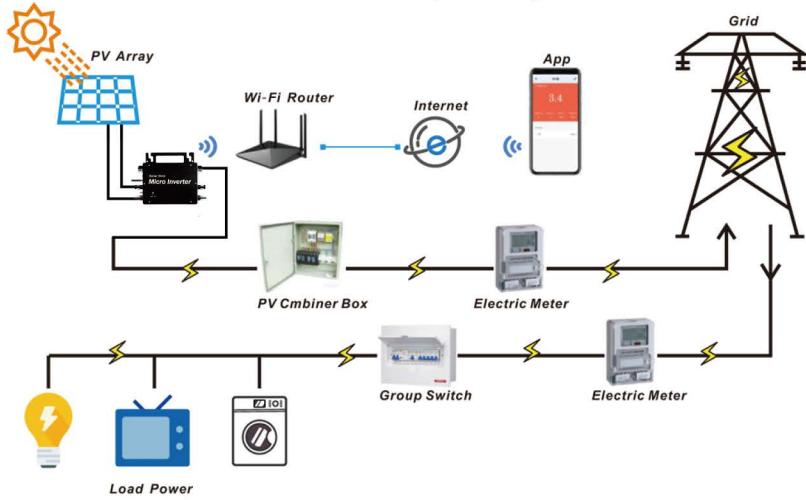 Grid
PV Array
App
Wi-Fi Router
Internet
3.4
Micro Inverter
PV Cmbiner Box
Electric Meter
Group Switch
Electric Meter
Load Power